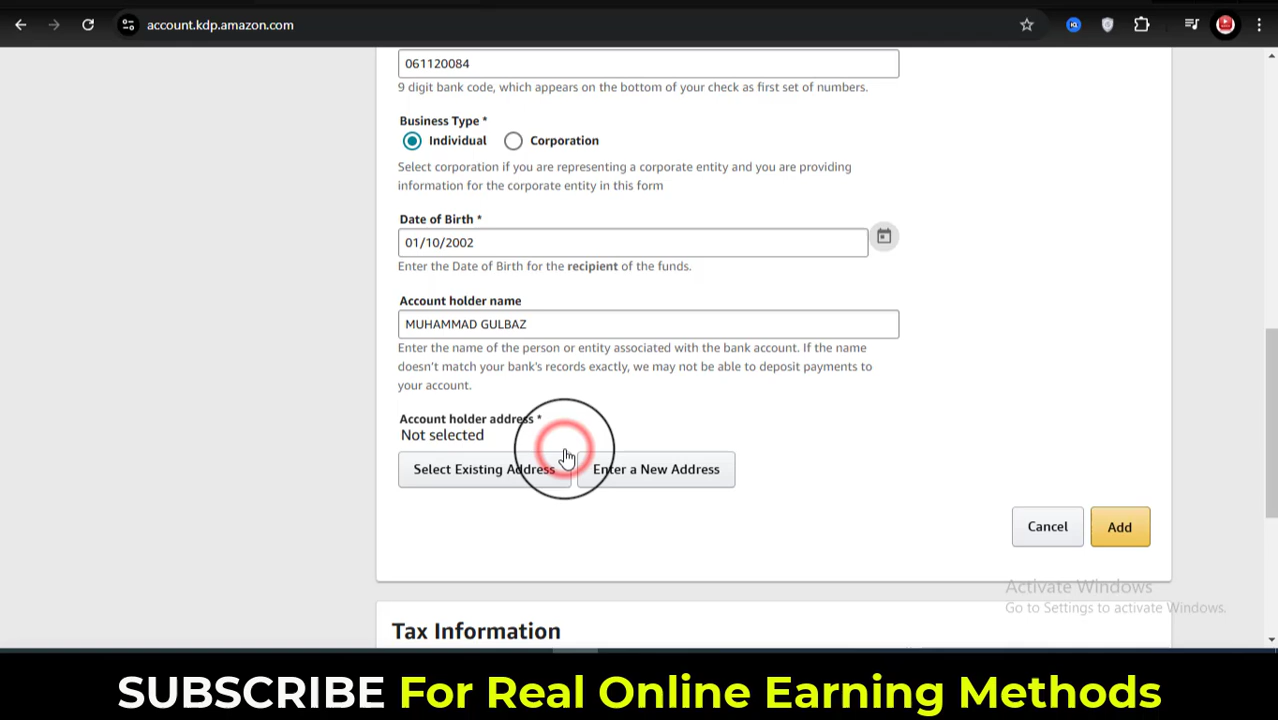 account.kdp.amazon.com
061120084
9 digit bank code, which appears on the bottom of your check as first set of numbers.
Business Type *
Individual Corporation
Select corporation if you are representing a corporate entity and you are providing
information for the corporate entity in this form
Date of Birth *
01/10/2002
Enter the Date of Birth for the recipient of the funds.
Account holder name
MUHAMMAD GULBAZ
Enter the name of the person or entity associated with the bank account. If the name
doesn't match your bank's records exactly, we may not be able to deposit payments to
your account.
Account holder address *
Not selected
Select Existing Address Enter a New Address
Cancel Add
Activate Windows
Go to Settings to activate Windows.
Tax Information
SUBSCRIBE For Real Online Earning Methods